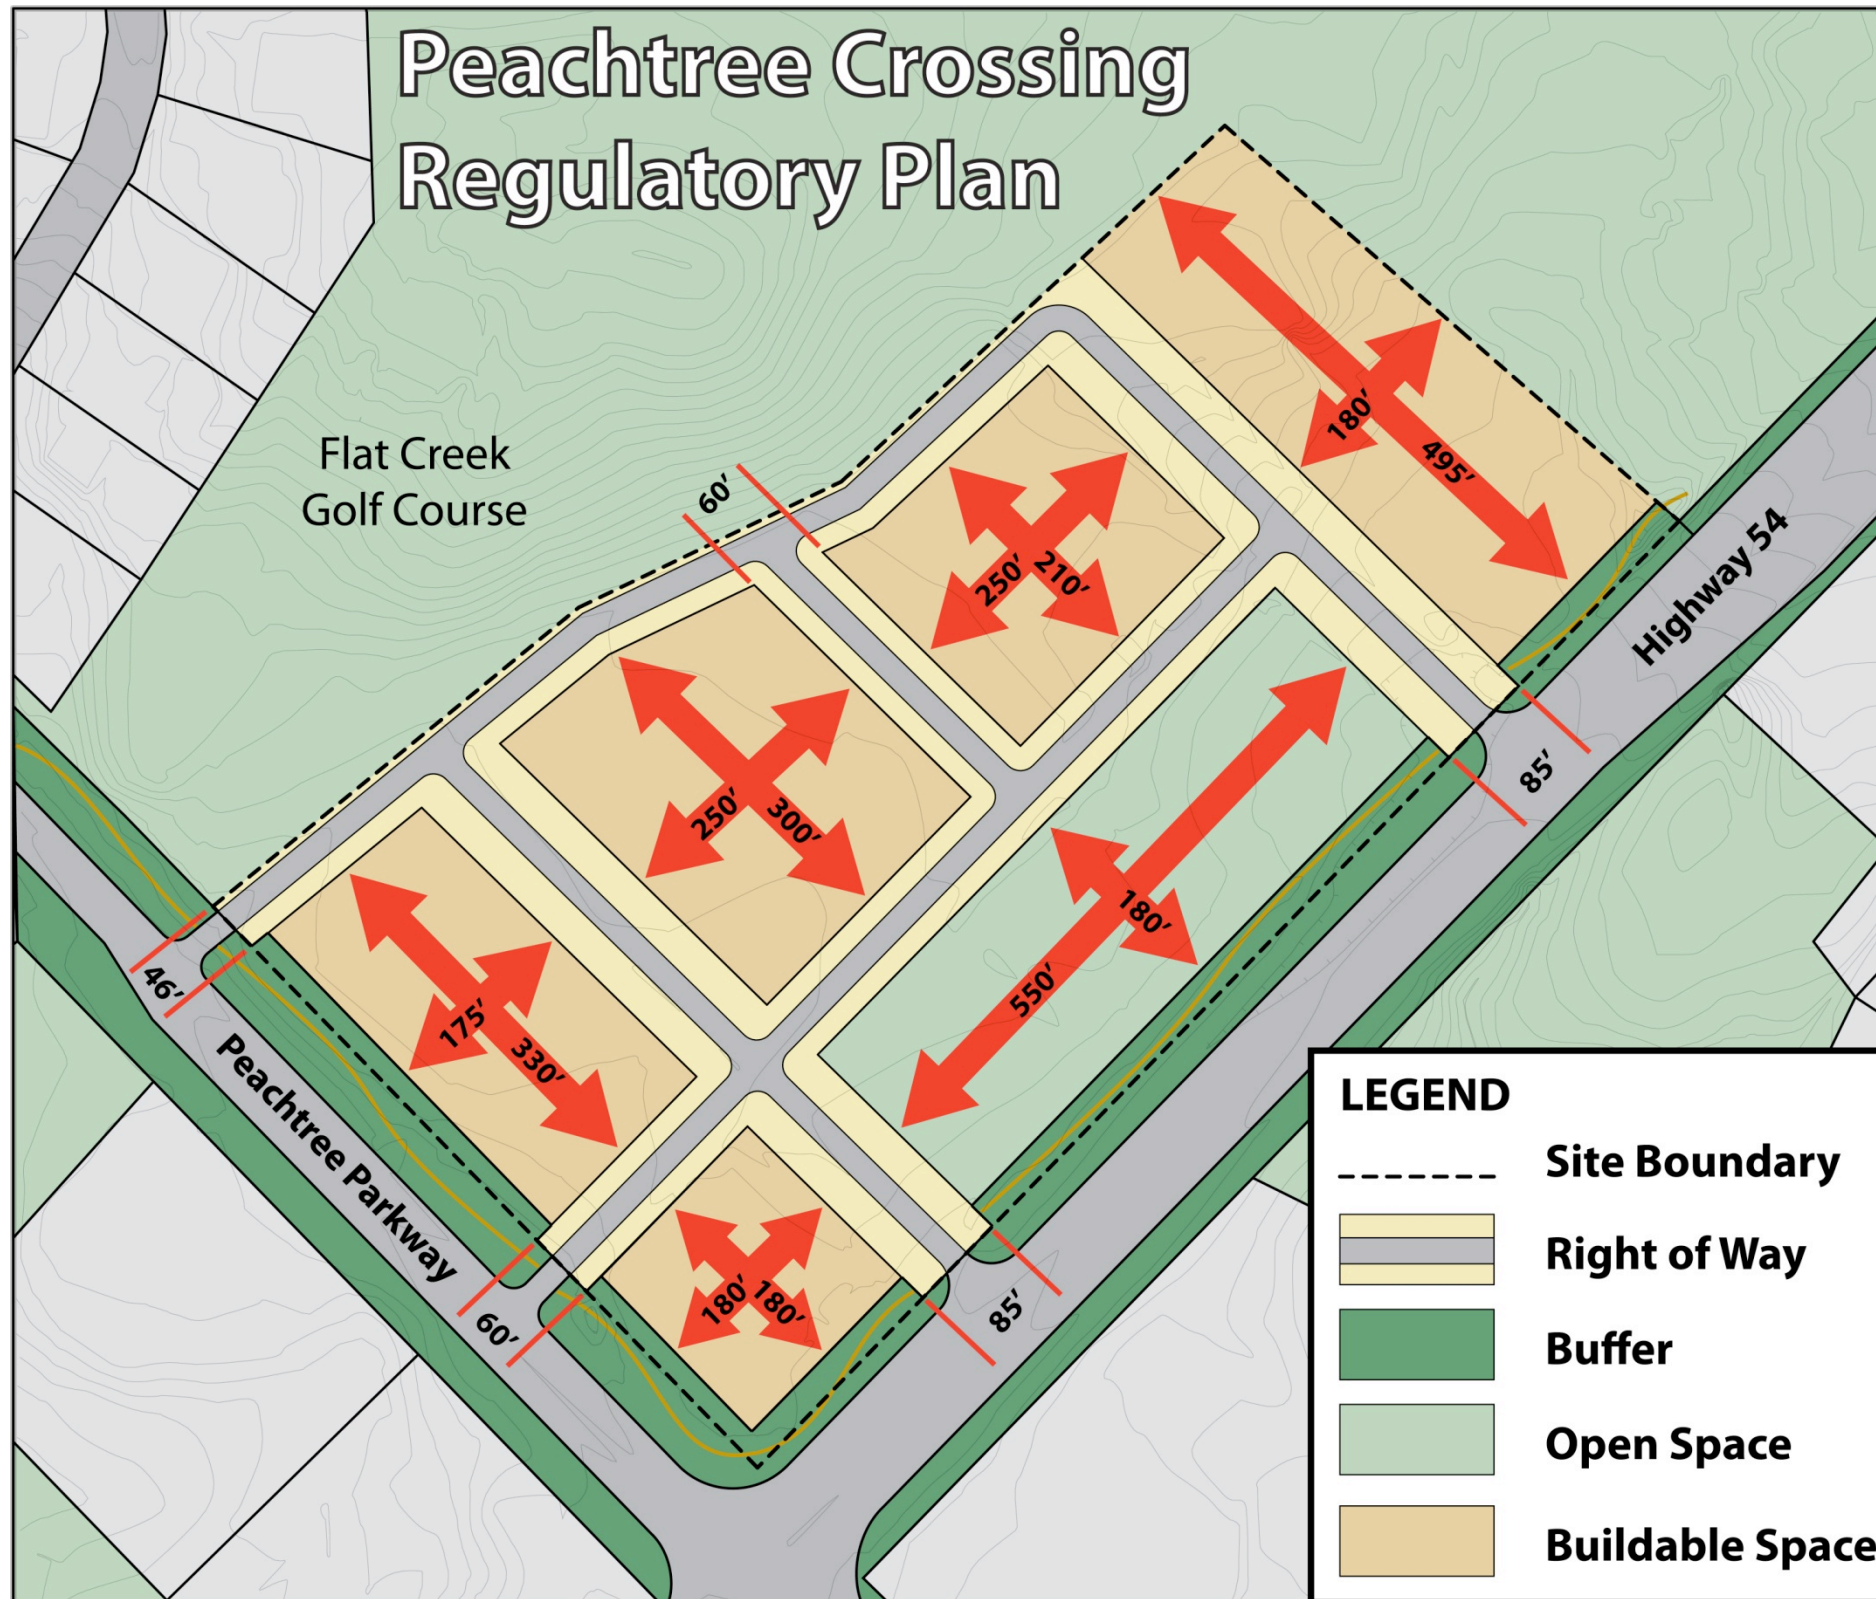 Peachtree Crossing
Regulatory Plan
Flat Creek
Golf Course
60′
180′
495′
250′
210′
Highway 54
250′
300′
85′
180′
550′
46′
175′
330′
Peachtree Parkway
60′
180′
180′
85′
LEGEND
Site Boundary
Right of Way
Buffer
Open Space
Buildable Space